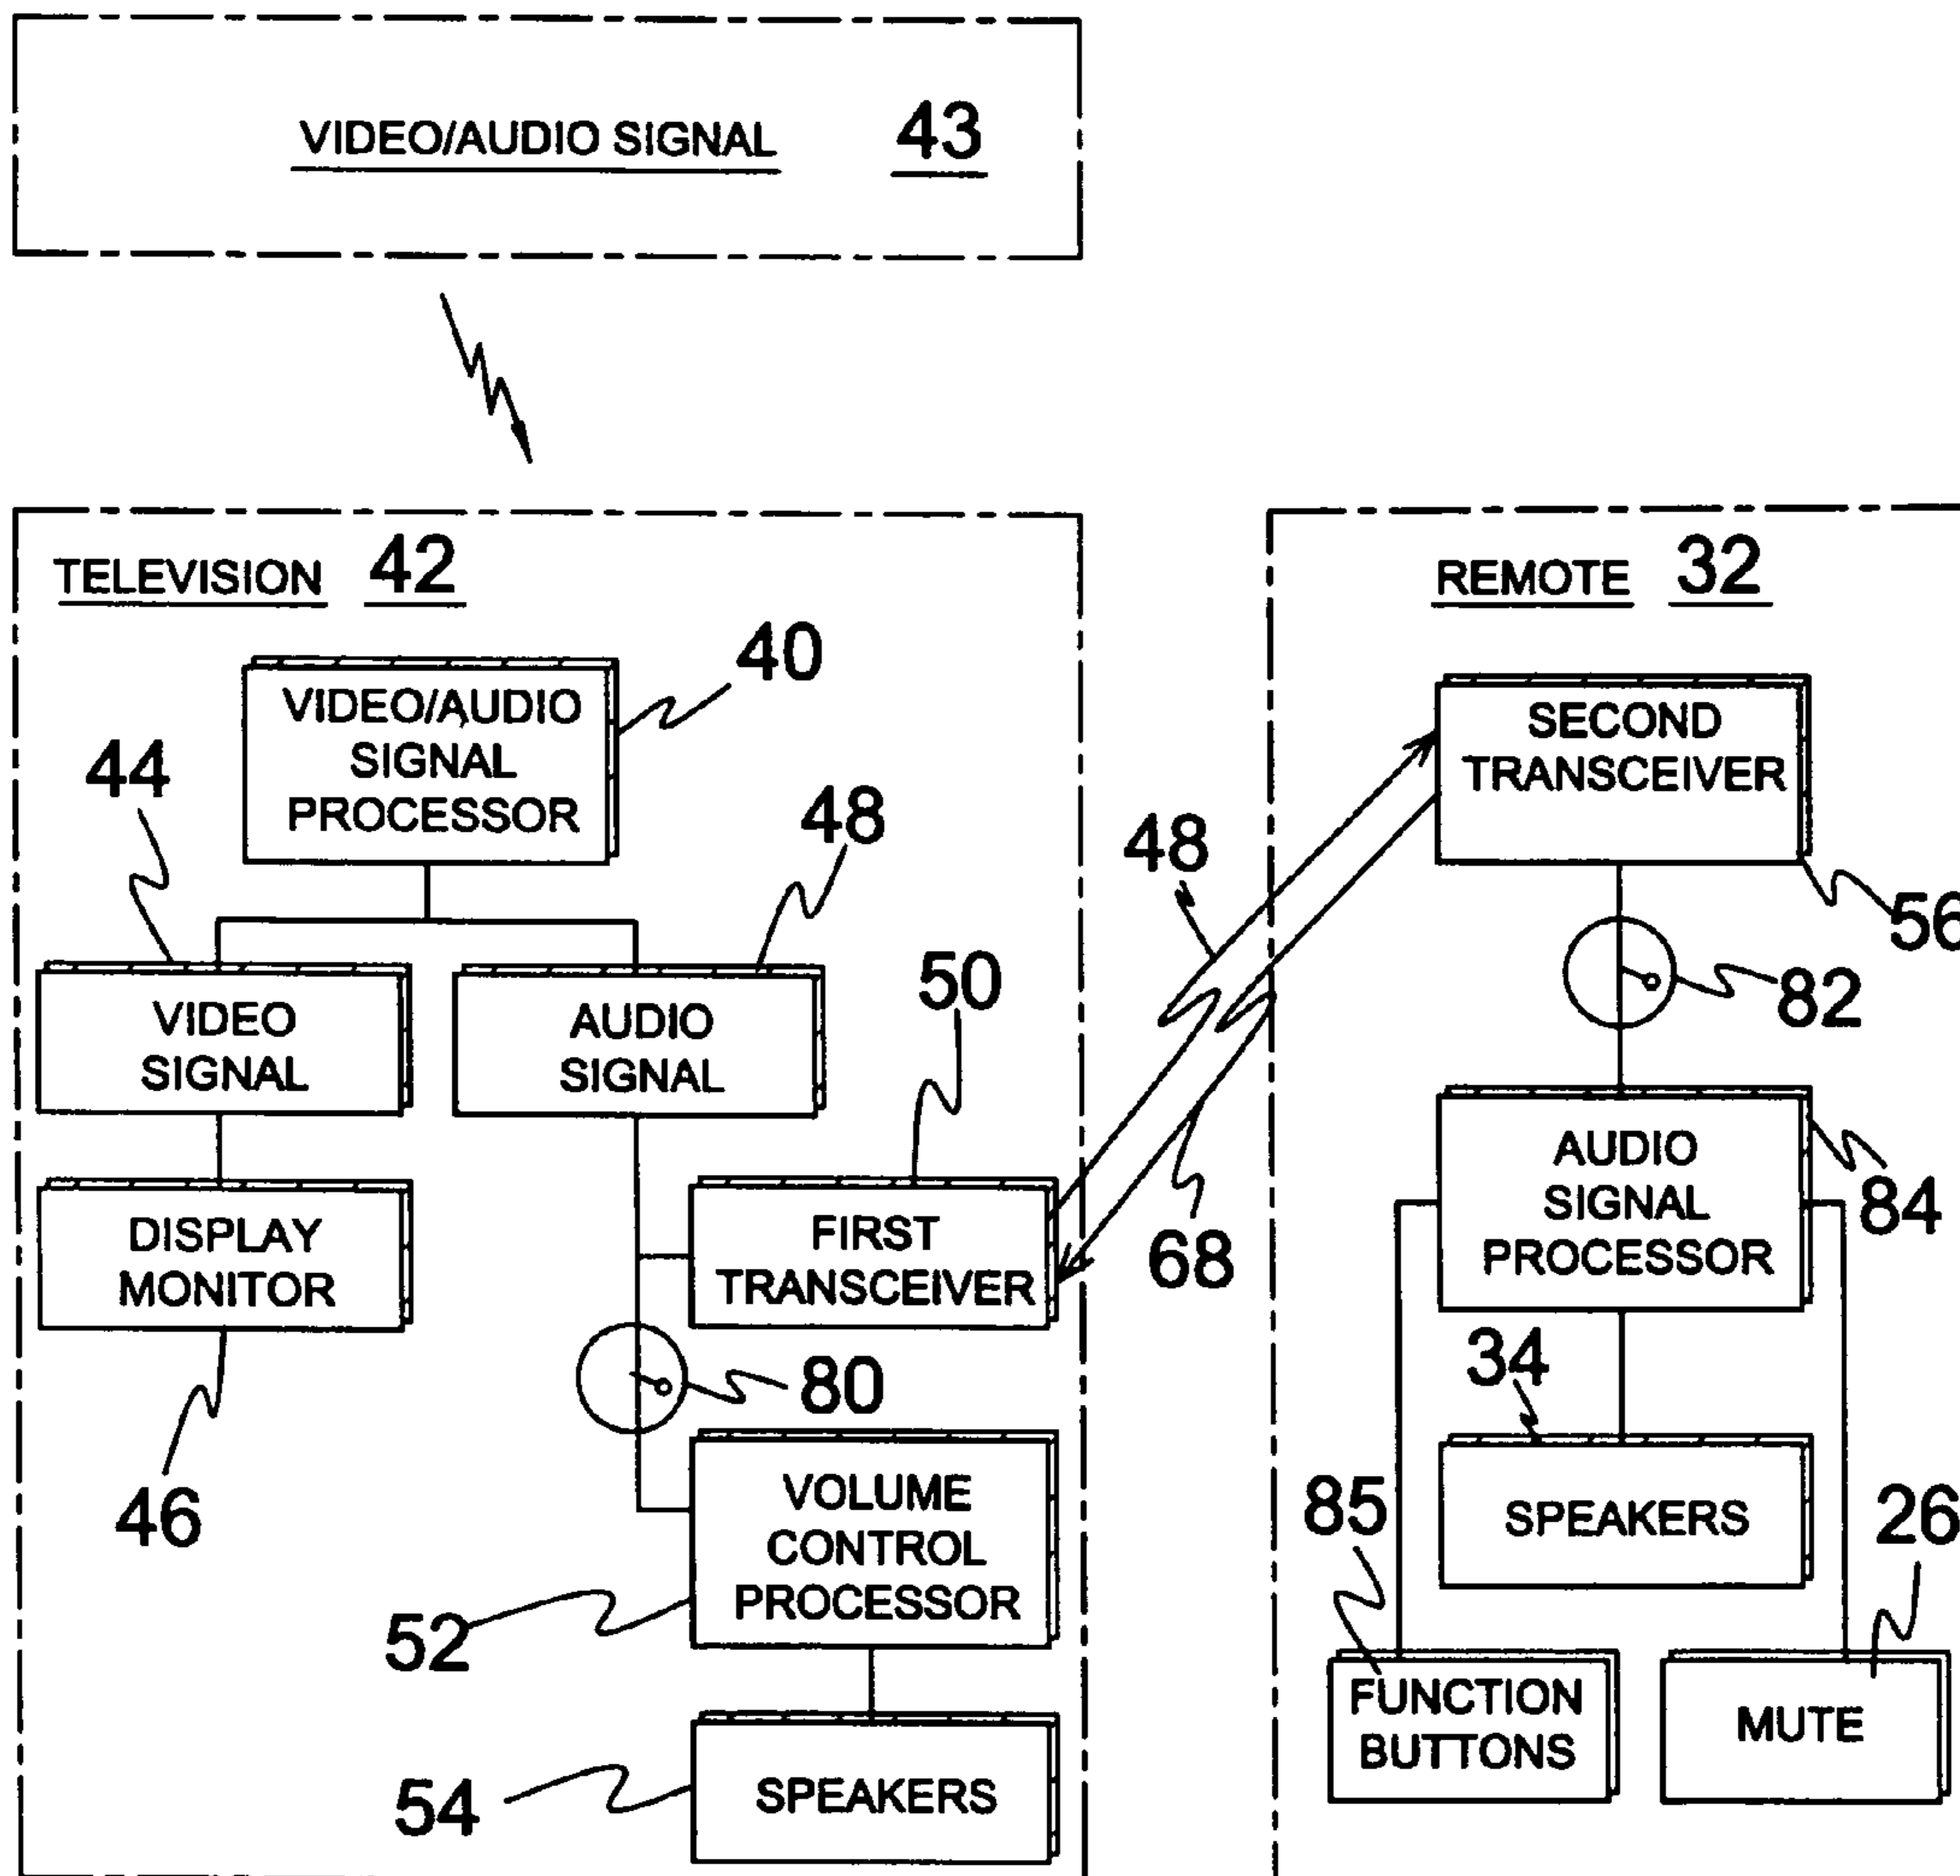 VIDEO/AUDIO SIGNAL 43
TELEVISION 42
40
VIDEO/AUDIO
SIGNAL
PROCESSOR
44
48
VIDEO
SIGNAL
AUDIO
SIGNAL
50
DISPLAY
MONITOR
46
FIRST
TRANSCEIVER
80
VOLUME
CONTROL
PROCESSOR
52
SPEAKERS
54
48
68
REMOTE 32
SECOND
TRANSCEIVER
56
82
AUDIO
SIGNAL
PROCESSOR
84
34
SPEAKERS
85
26
FUNCTION
BUTTONS
MUTE